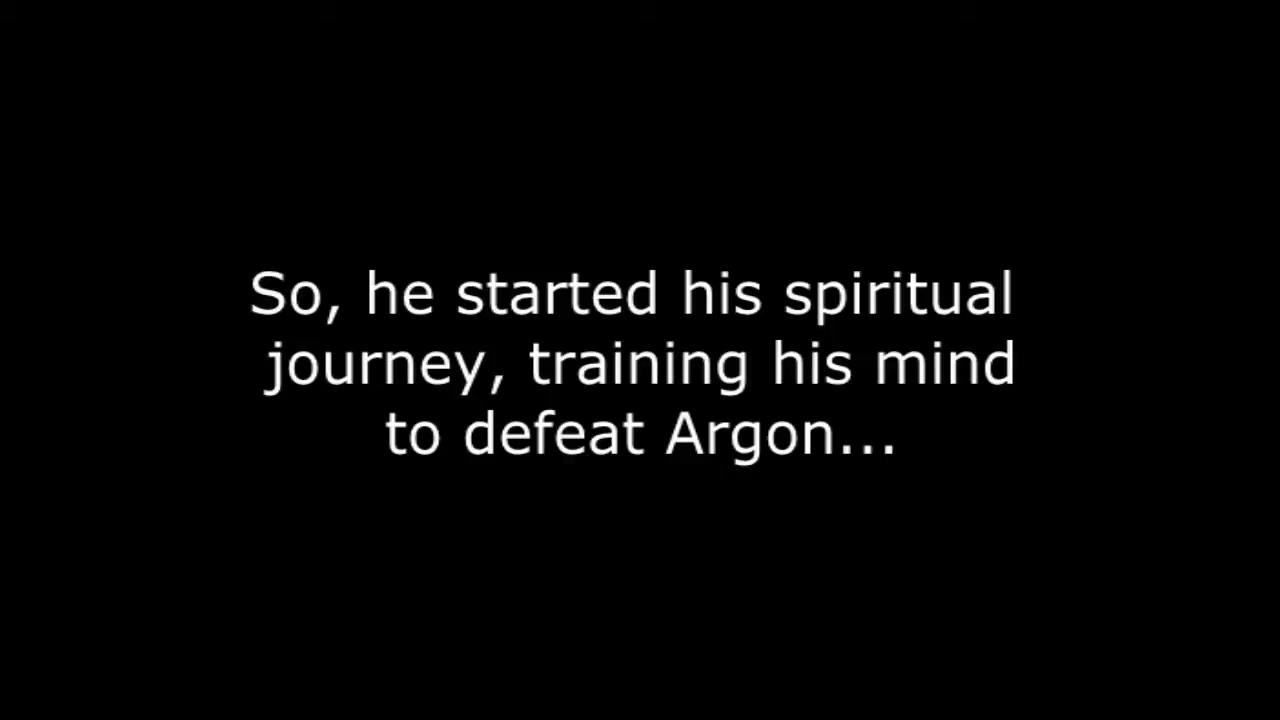 So, he started his spiritual
journey, training his mind
to defeat Argon...